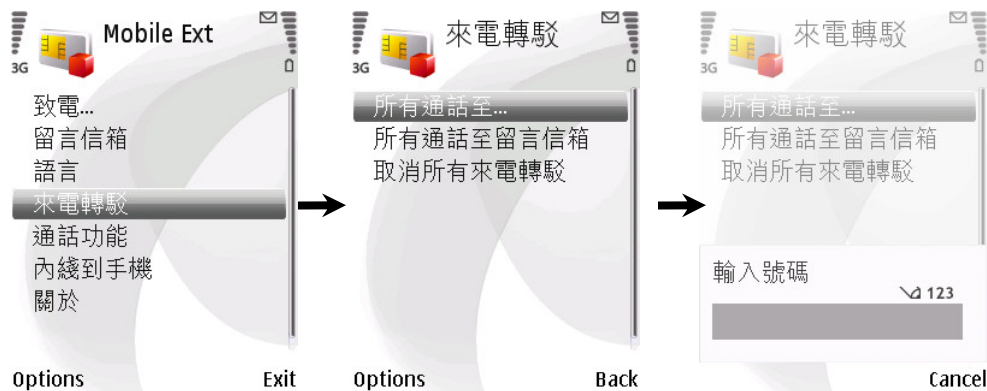 Mobile Ext
3G
致電...
留言信箱
語言
來電轉駁
通話功能
內綫到手機
關於
Options
Exit
來電轉駁
3G
所有通話至...
所有通話至留言信箱
取消所有來電轉駁
Options
Back
來電轉駁
3G
所有通話至...
所有通話至留言信箱
取消所有來電轉駁
輸入號碼
123
Cancel